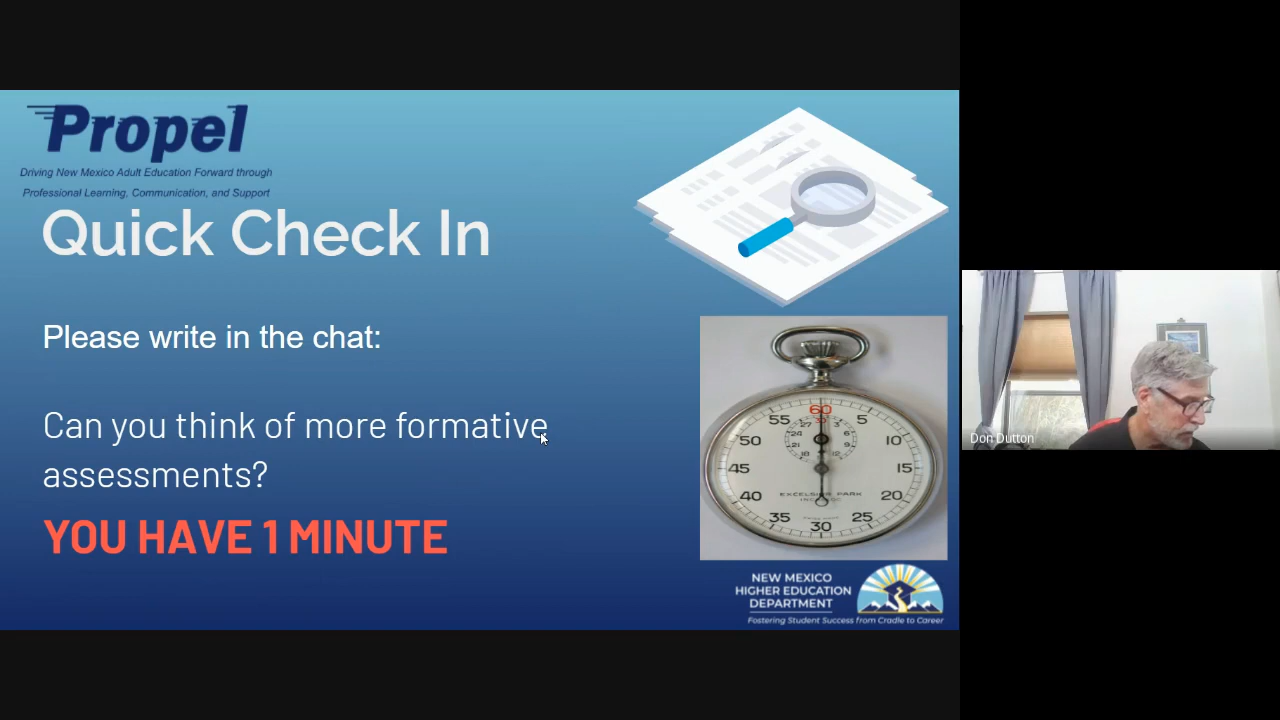 Propel
Driving New Mexico Adult Education Forward through
Professional Learning, Communication, and Support
Quick Check In
Please write in the chat:
Can you think of more formative
assessments?
YOU HAVE 1 MINUTE
60
55
5
50
10
45
15
40
20
35
25
30
EXCELSIOR PARK
NEW MEXICO
HIGHER EDUCATION
DEPARTMENT
Fostering Student Success from Cradle to Career
Don Dutton